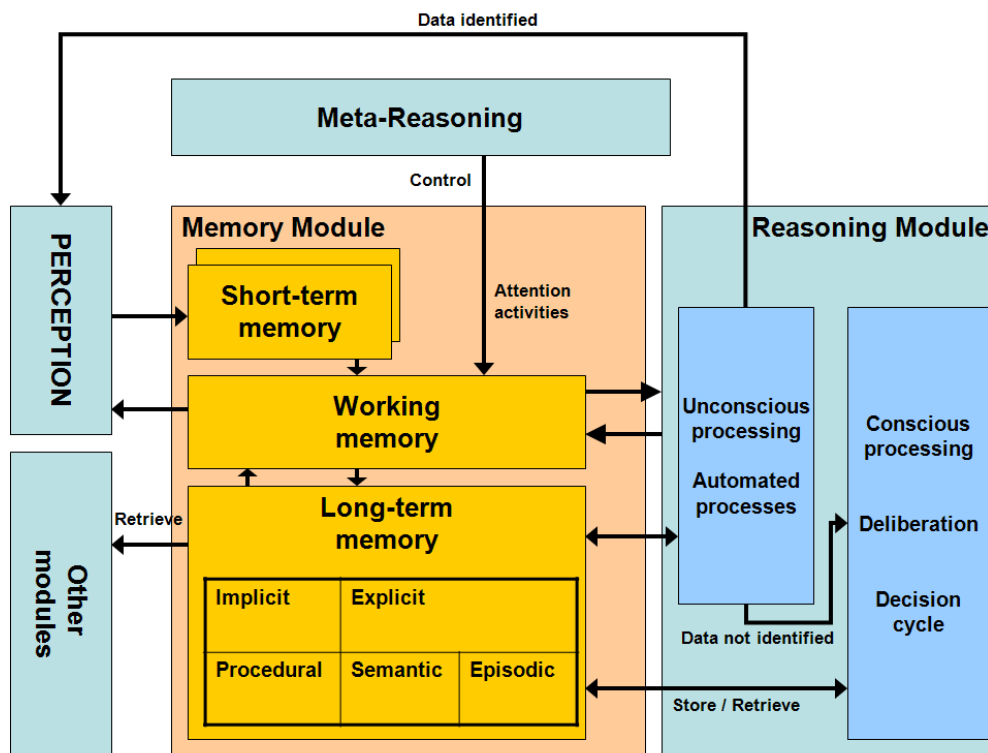 Data identified
Meta-Reasoning
Control
PERCEPTION
Memory Module
Reasoning Module
Short-term
memory
Attention
activities
Working
memory
Unconscious
processing
Automated
processes
Conscious
processing
Deliberation
Decision
cycle
Retrieve
Other
modules
Long-term
memory
Implicit
Explicit
Procedural
Semantic
Episodic
Data not identified
Store / Retrieve